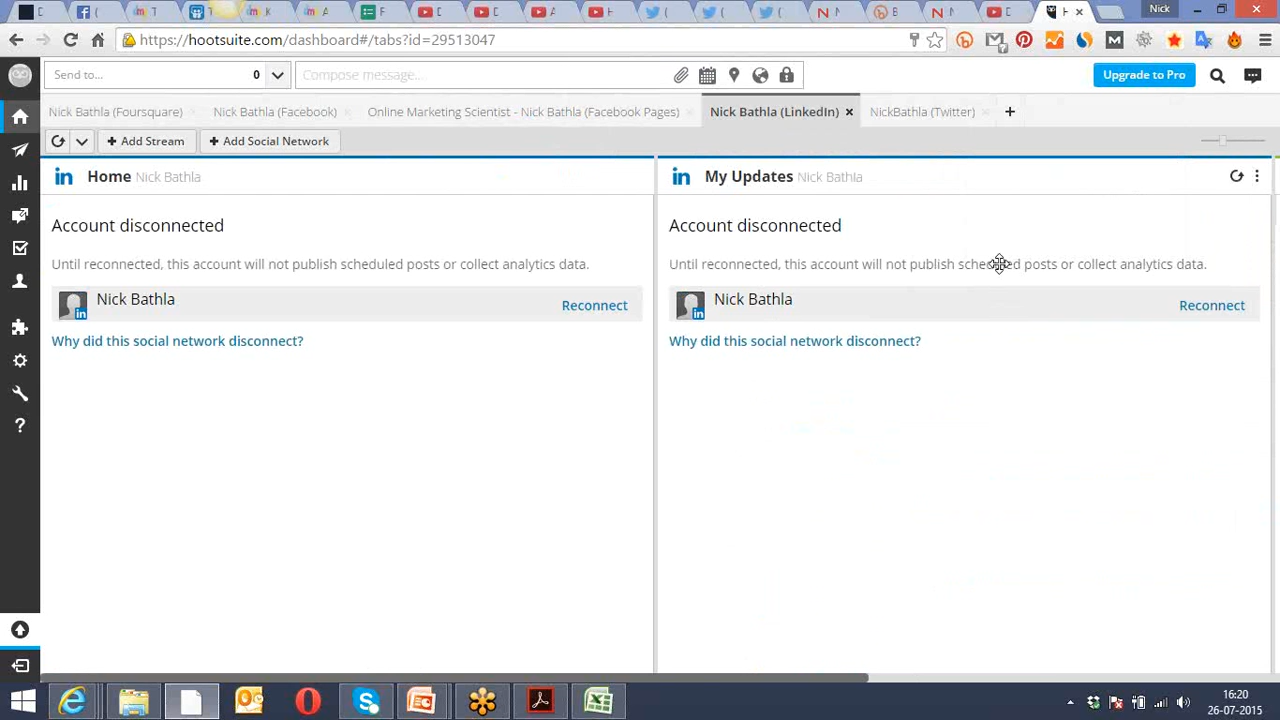 Nick
https://hootsuite.com/dashboard#/tabs?id=29513047
Send to... 0
Compose message...
Upgrade to Pro
Nick Bathla (Foursquare)
Nick Bathla (Facebook)
Online Marketing Scientist - Nick Bathla (Facebook Pages)
Nick Bathla (LinkedIn)
NickBathla (Twitter)
Add Stream
Add Social Network
Home Nick Bathla
Account disconnected
Until reconnected, this account will not publish scheduled posts or collect analytics data.
Nick Bathla
Reconnect
Why did this social network disconnect?
My Updates Nick Bathla
Account disconnected
Until reconnected, this account will not publish scheduled posts or collect analytics data.
Nick Bathla
Reconnect
Why did this social network disconnect?
16:20
26-07-2015